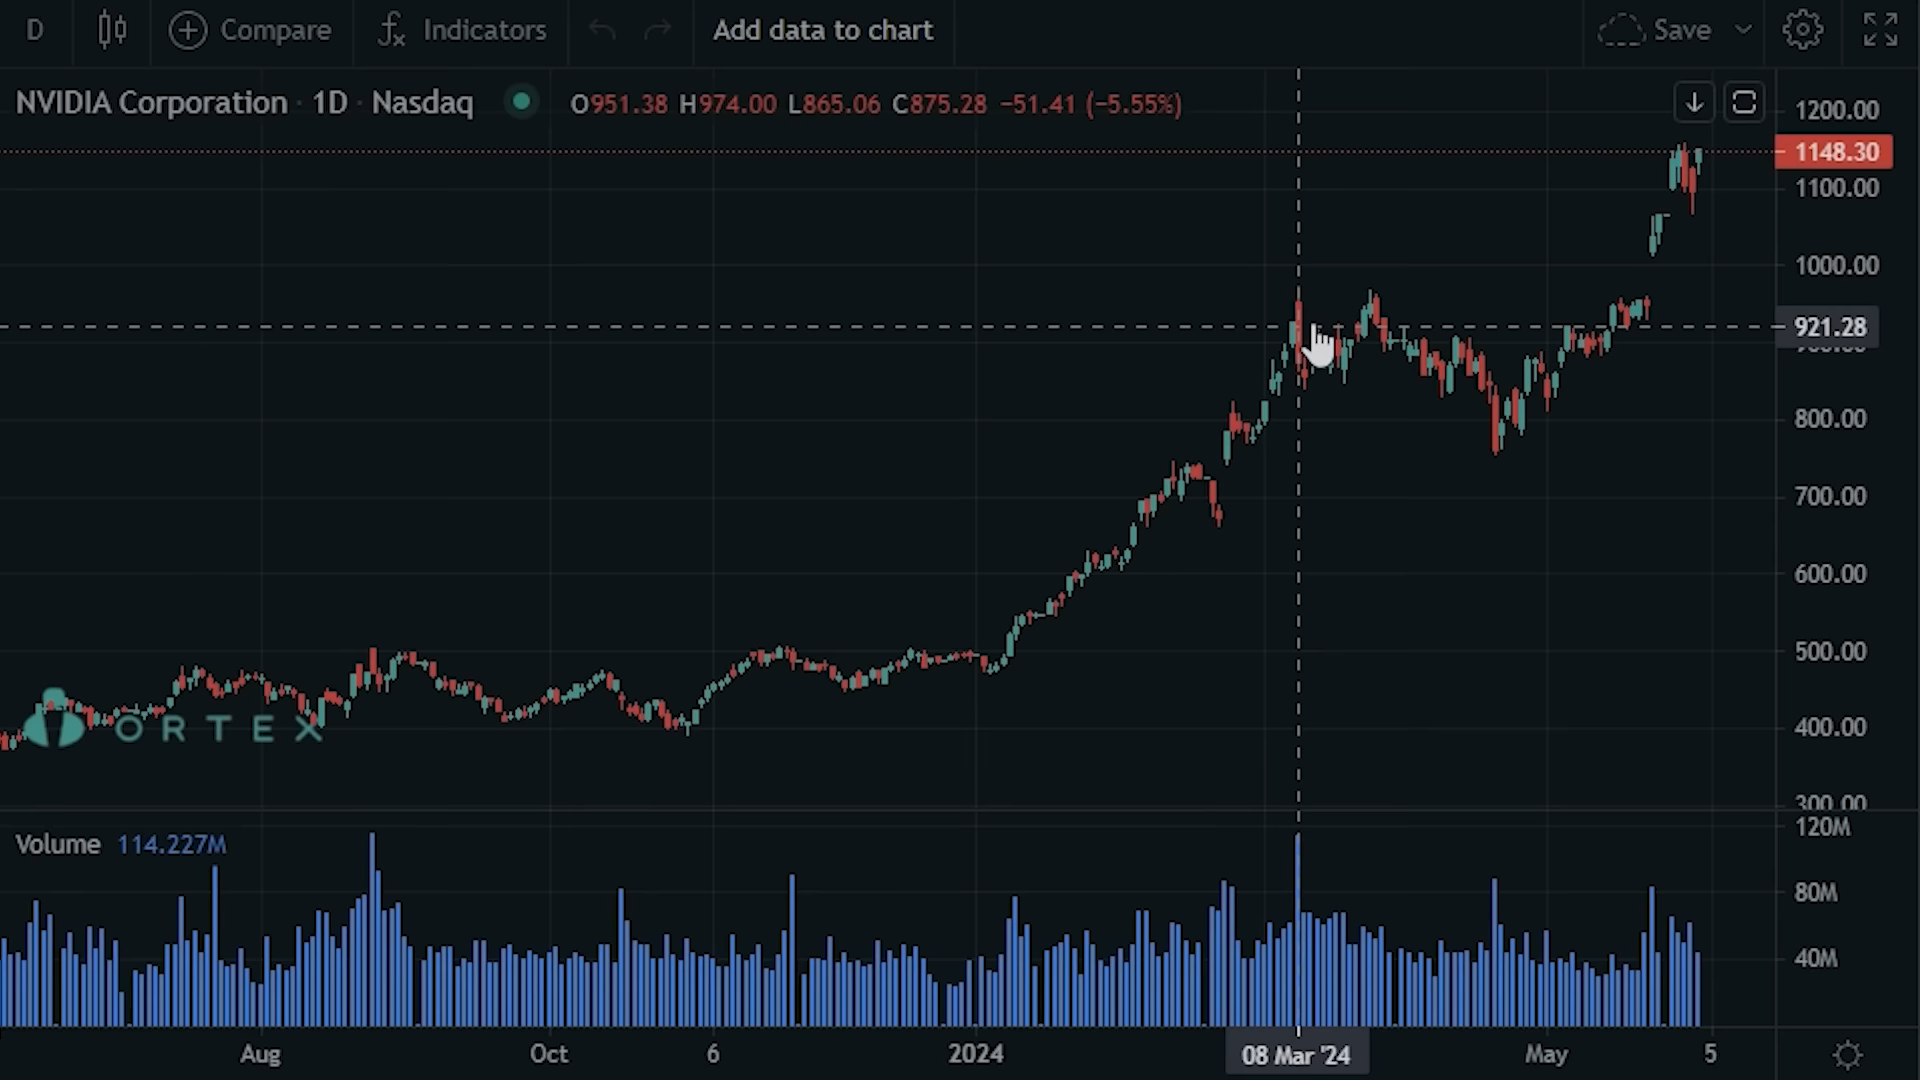 D Compare fx Indicators Add data to chart Save
NVIDIA Corporation · 1D · Nasdaq O951.38 H974.00 L865.06 C875.28 −51.41 (−5.55%)
1200.00
1148.30
1100.00
1000.00
921.28
900.00
800.00
700.00
600.00
500.00
400.00
300.00
ORTEX
Volume 114.227M
120M
80M
40M
Aug Oct 6 2024 08 Mar '24 May 5